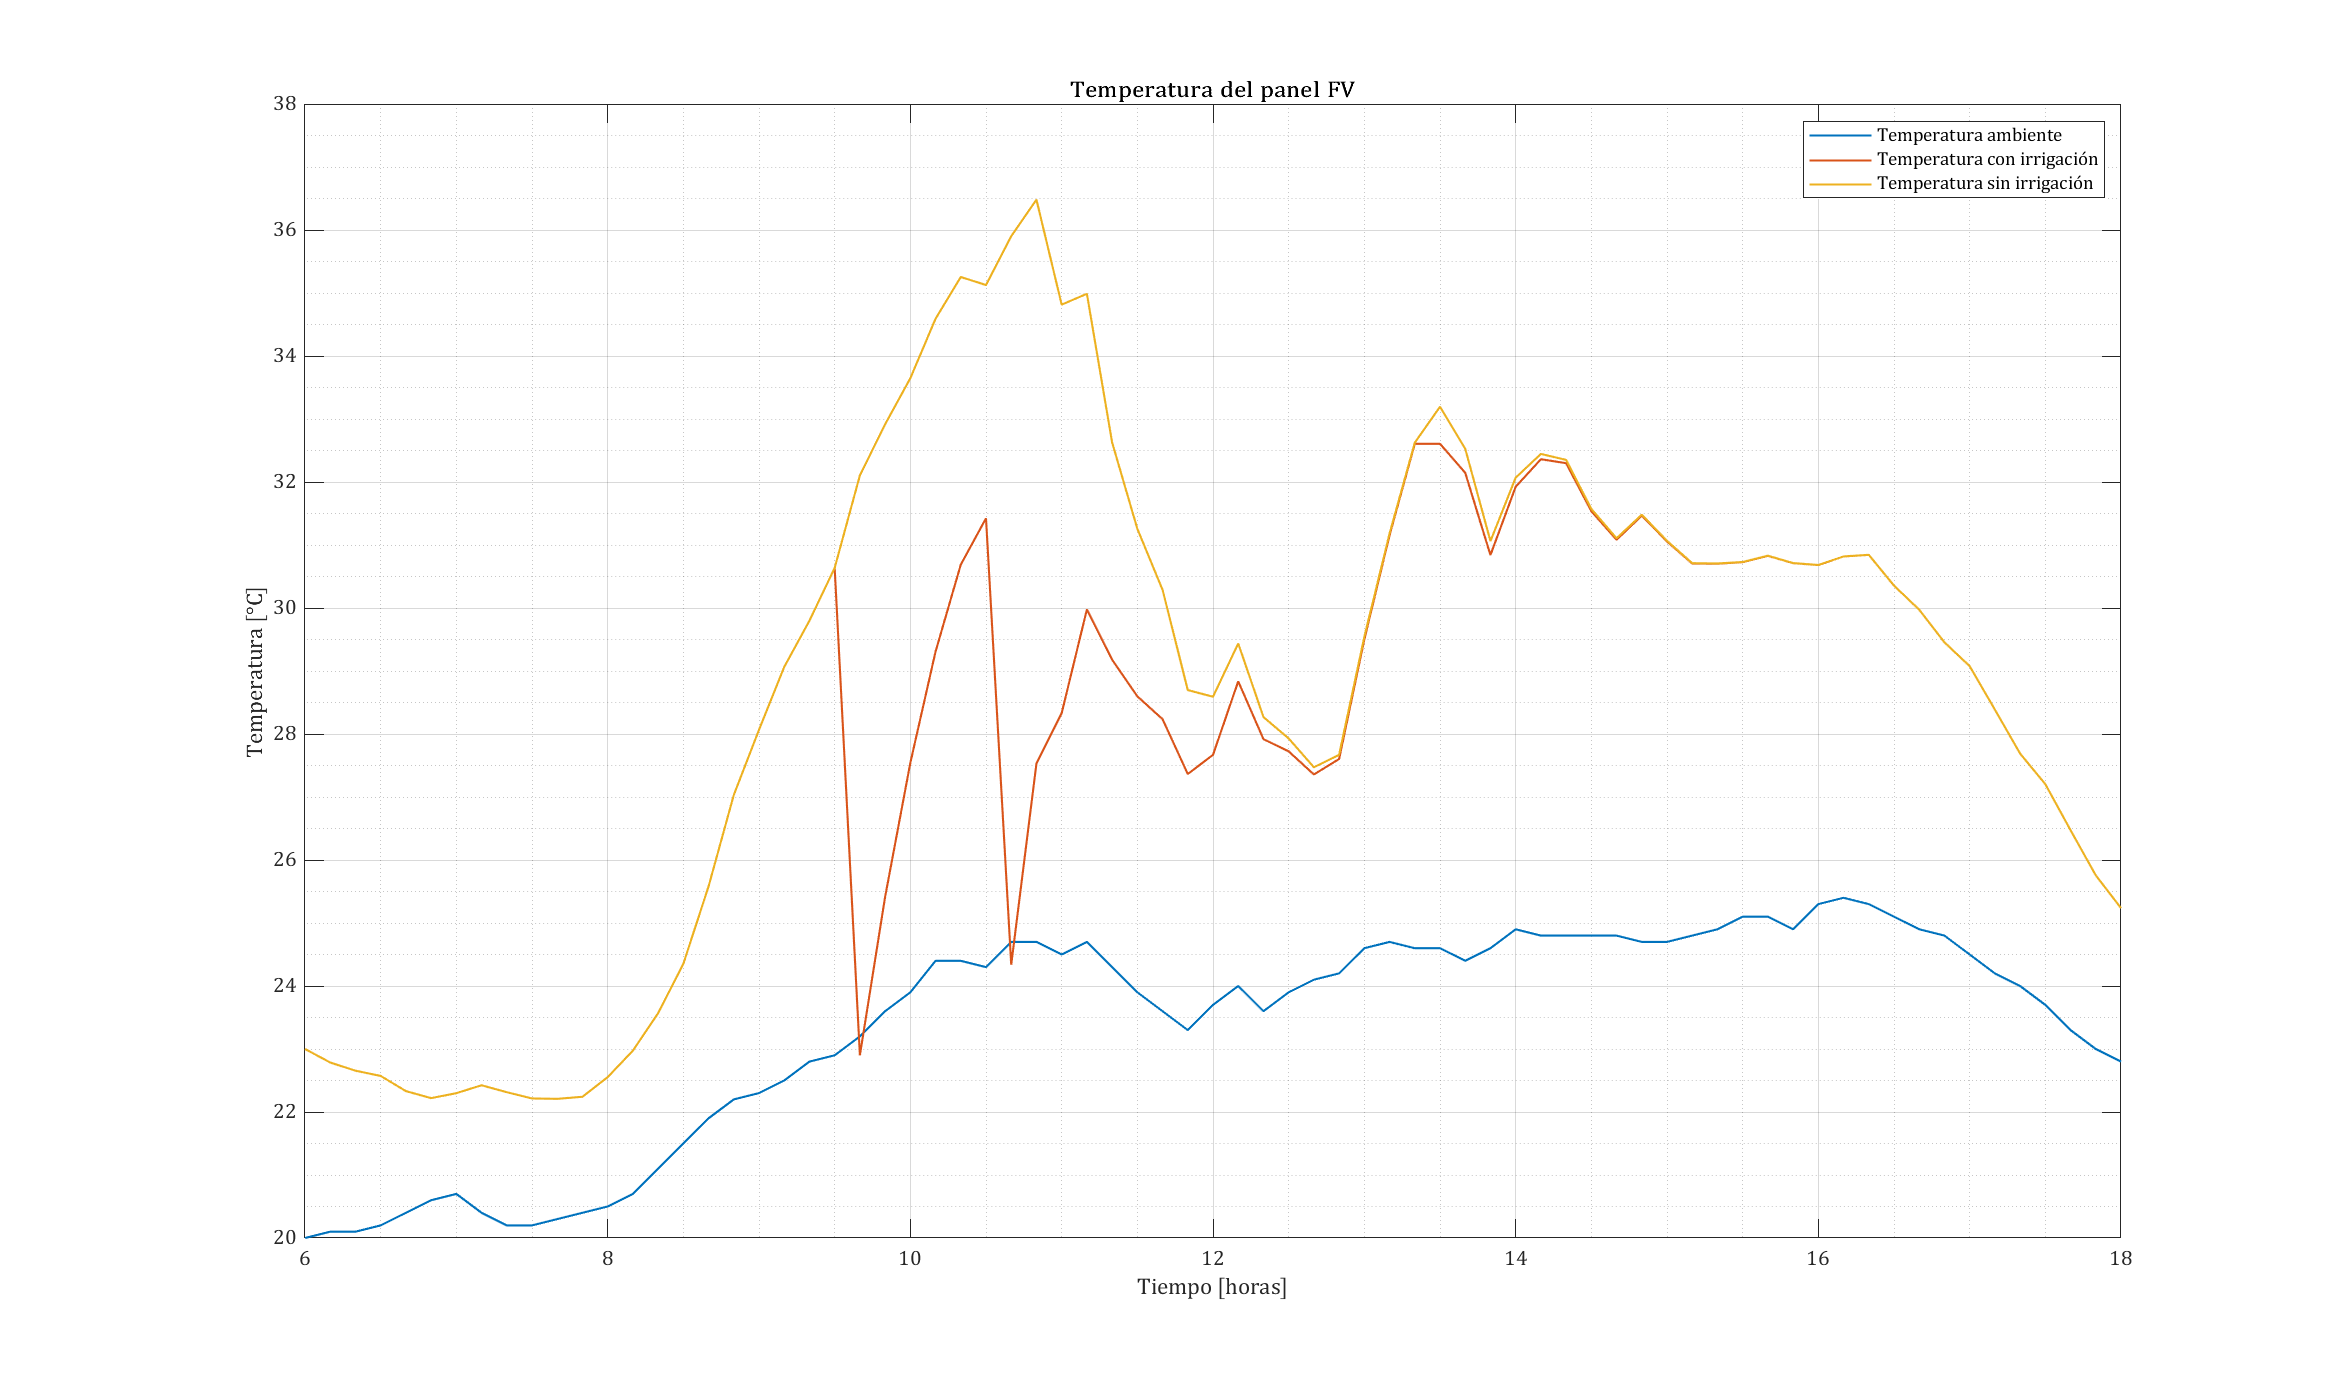 Temperatura del panel FV
38
36
34
32
30
28
26
24
22
20
Temperatura [°C]
Temperatura ambiente
Temperatura con irrigación
Temperatura sin irrigación
6 8 10 12 14 16 18
Tiempo [horas]